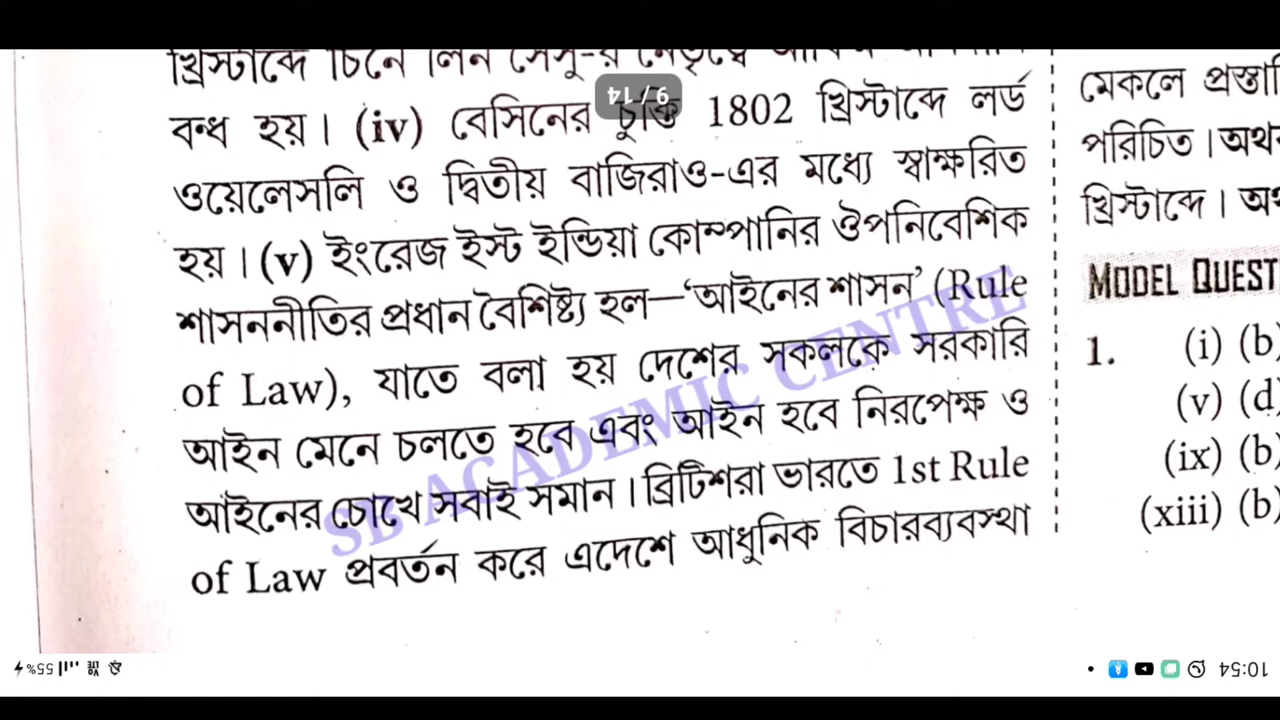 খ্রিস্টাব্দে চিনে লিন সেসু-র নেতৃত্বে
9 / 14
বন্ধ হয়। (iv) বেসিনের চুক্তি 1802 খ্রিস্টাব্দে লর্ড
ওয়েলেসলি ও দ্বিতীয় বাজিরাও-এর মধ্যে স্বাক্ষরিত
হয়। (v) ইংরেজ ইস্ট ইন্ডিয়া কোম্পানির ঔপনিবেশিক
শাসননীতির প্রধান বৈশিষ্ট্য হল—‘আইনের শাসন’ (Rule
of Law), যাতে বলা হয় দেশের সকলকে সরকারি
আইন মেনে চলতে হবে এবং আইন হবে নিরপেক্ষ ও
আইনের চোখে সবাই সমান। ব্রিটিশরা ভারতে 1st Rule
of Law প্রবর্তন করে এদেশে আধুনিক বিচারব্যবস্থা
SB ACADEMIC CENTRE
মেকলে
পরিচিত।
খ্রিস্টাব্দে।
MODEL QUEST
1. (i) (b)
(v) (d)
(ix) (b)
(xiii) (b)
55%
10:54